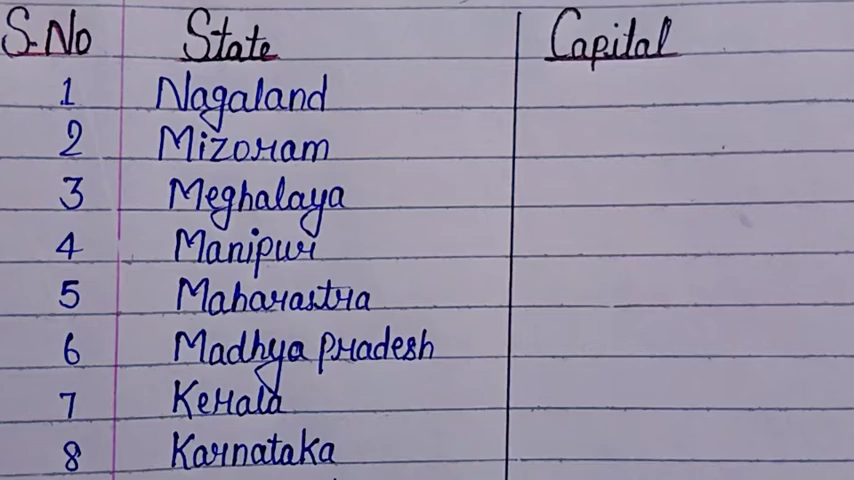 S.No State Capital
1 Nagaland
2 Mizoram
3 Meghalaya
4 Manipur
5 Maharastra
6 Madhya pradesh
7 Kerala
8 Karnataka